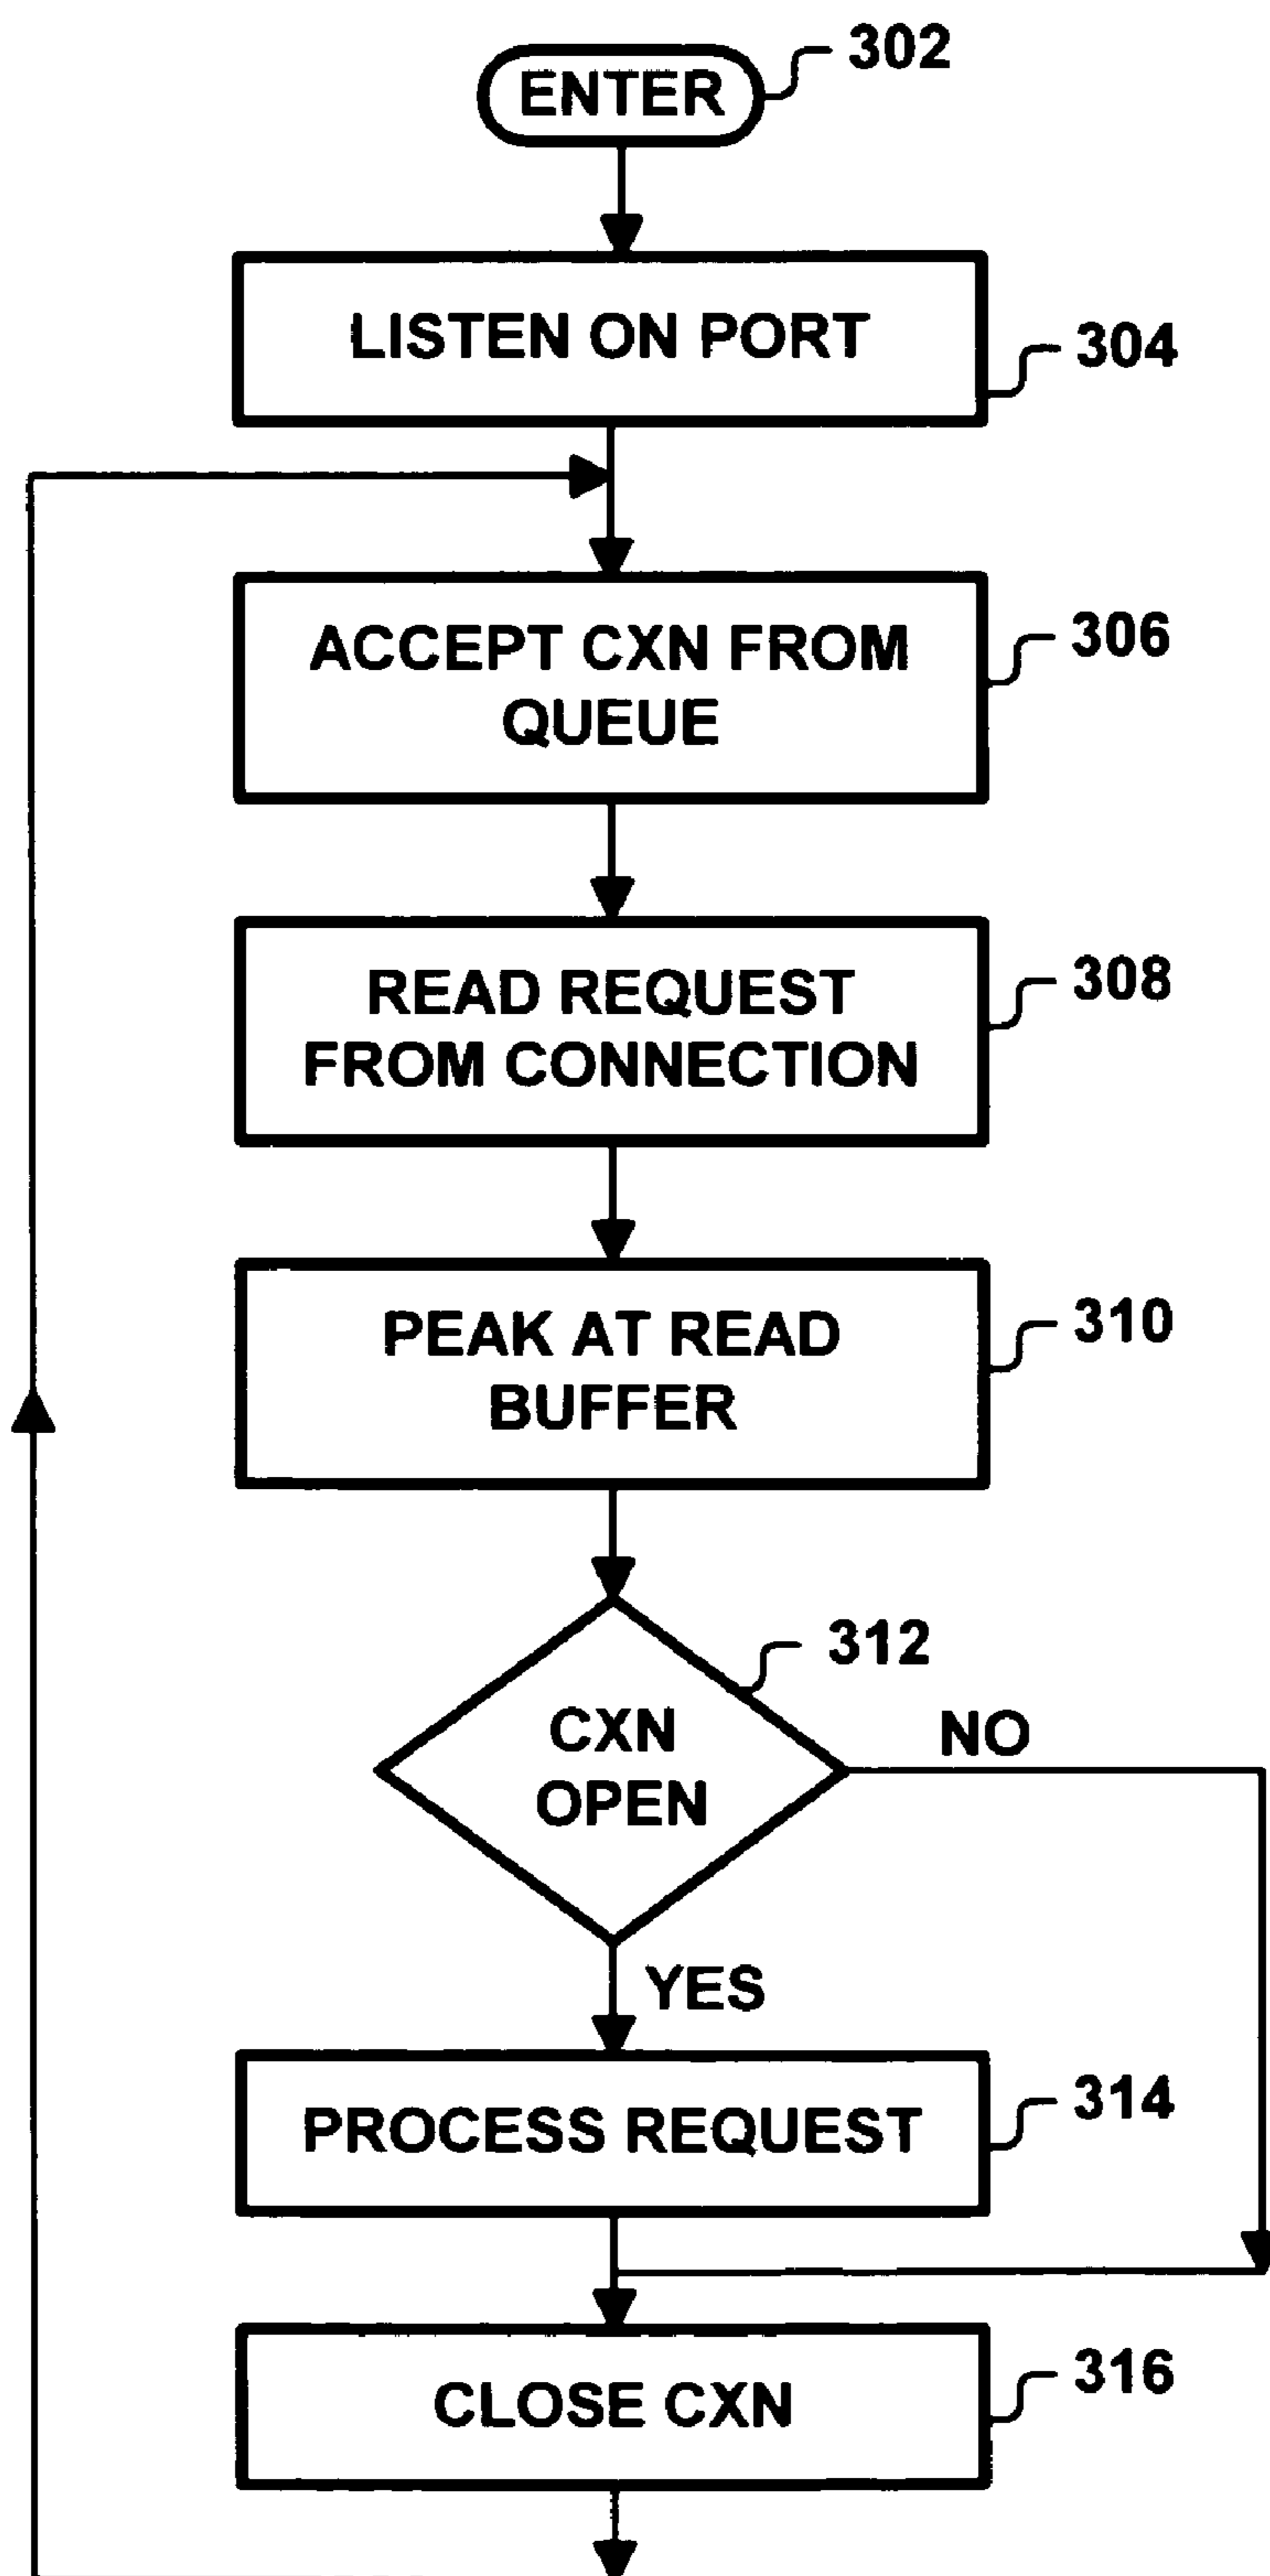 ENTER
302
LISTEN ON PORT
304
ACCEPT CXN FROM
QUEUE
306
READ REQUEST
FROM CONNECTION
308
PEAK AT READ
BUFFER
310
312
CXN
OPEN
NO
YES
PROCESS REQUEST
314
CLOSE CXN
316